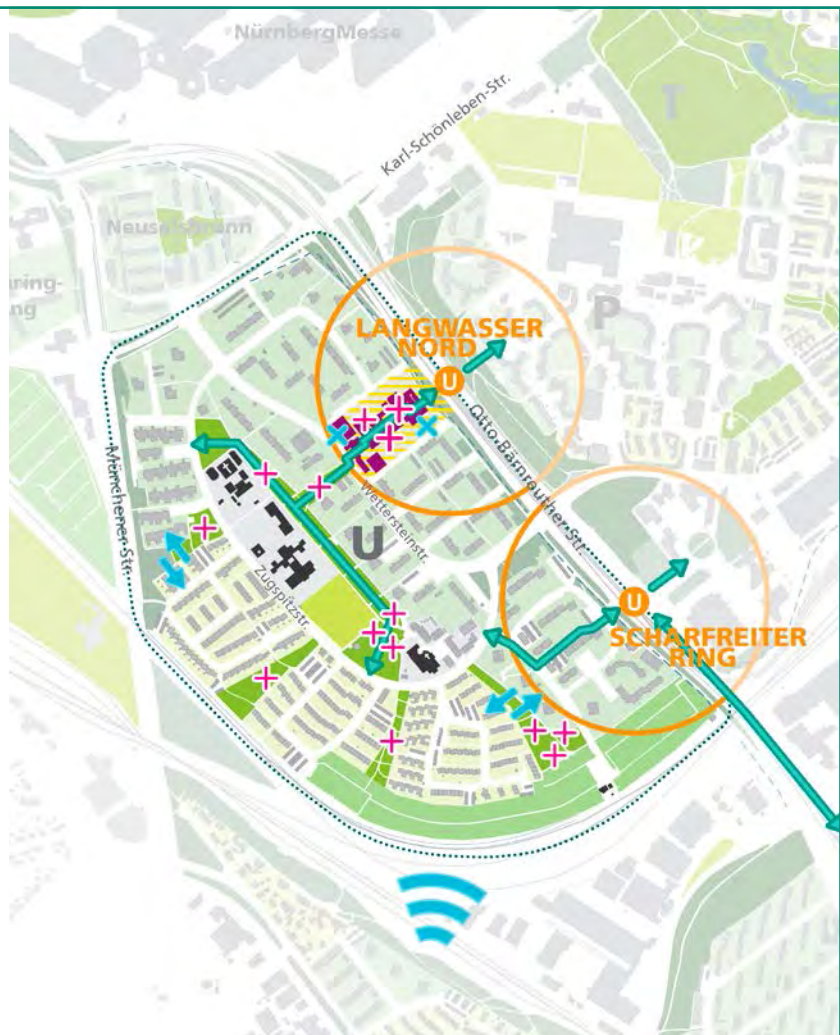 NürnbergMesse
Karl-Schönleben-Str.
T
Neuselsbrunn
ring-
ng
P
LANGWASSER
NORD
U
Otto-Bärnreuther-Str.
Münchener Str.
Wettersteinstr.
U
Zugspitzstr.
U
SCHARFREITER
RING